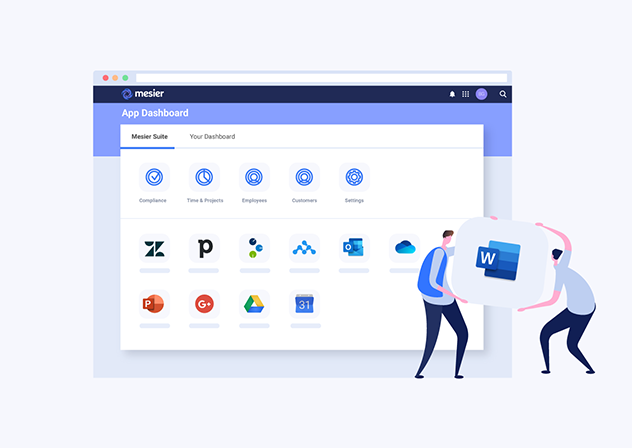 mesier
App Dashboard
Mesier Suite Your Dashboard
Compliance Time & Projects Employees Customers Settings
P G+ 31
W